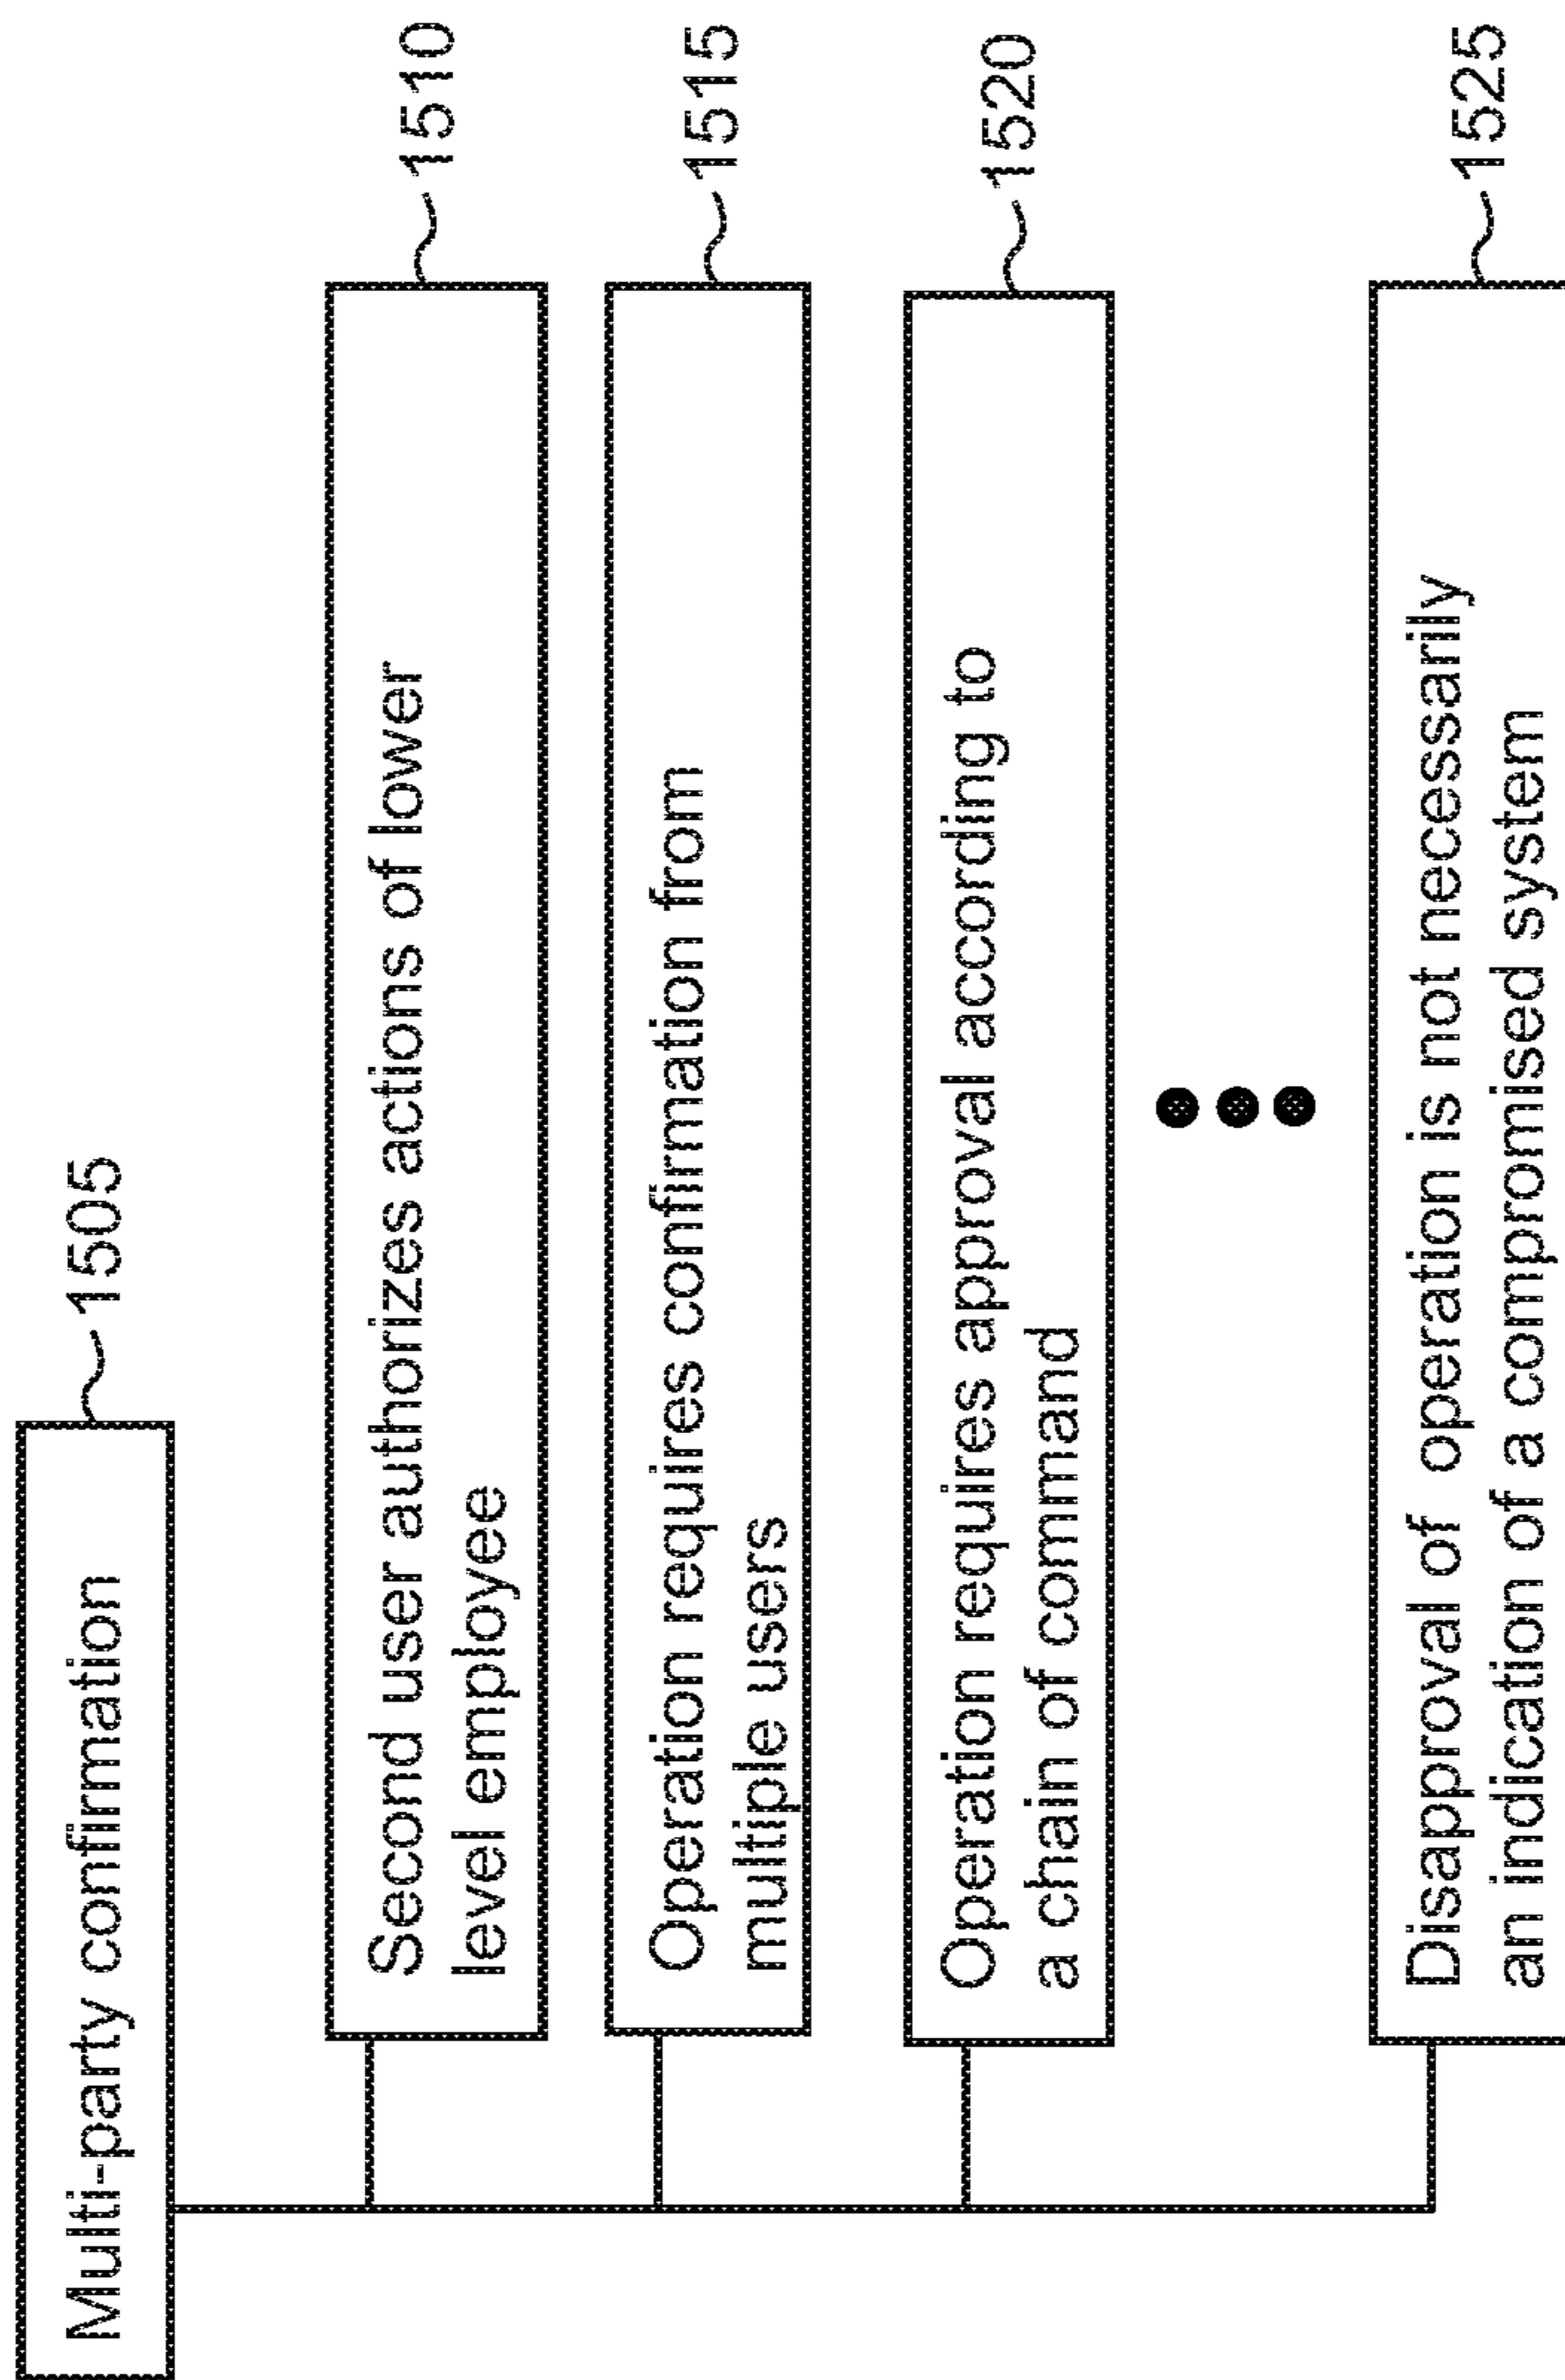 Multi-party confirmation
1505
Second user authorizes actions of lower
level employee
1510
Operation requires confirmation from
multiple users
1515
Operation requires approval according to
a chain of command
1520
Disapproval of operation is not necessarily
an indication of a compromised system
1525